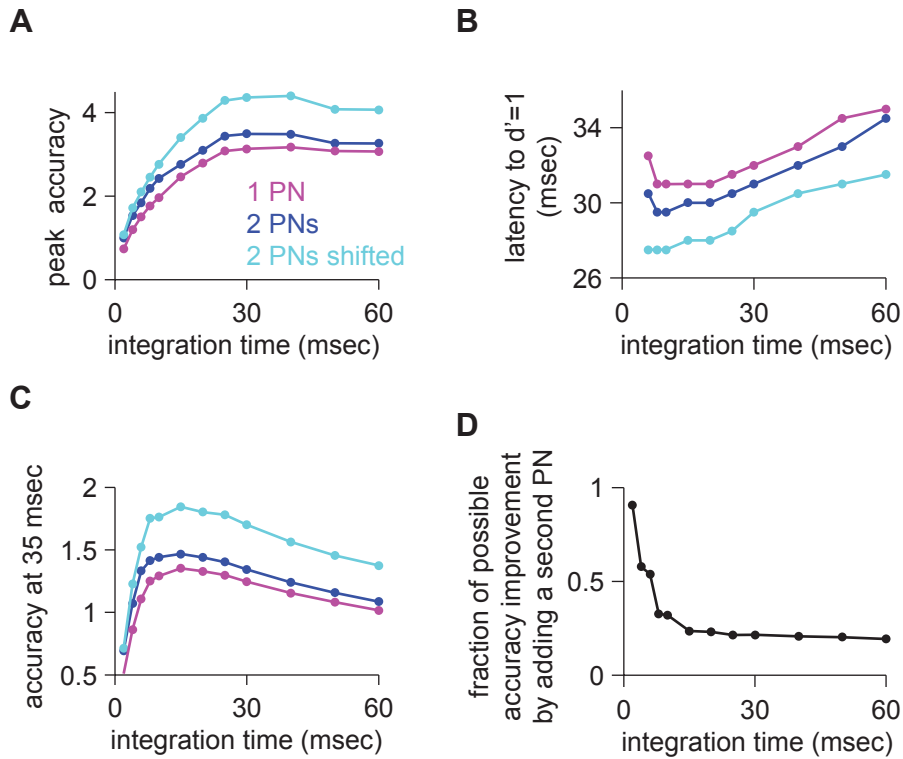 A
4
2
0
peak accuracy
1 PN
2 PNs
2 PNs shifted
0
30
60
integration time (msec)
B
34
30
26
latency to d'=1
(msec)
0
30
60
integration time (msec)
C
2
1.5
1
0.5
accuracy at 35 msec
0
30
60
integration time (msec)
D
1
0.5
0
fraction of possible
accuracy improvement
by adding a second PN
0
30
60
integration time (msec)